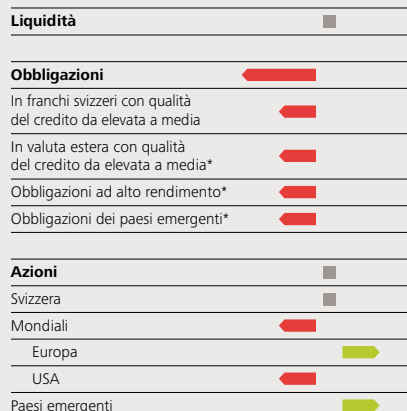 Liquidità
Obbligazioni
In franchi svizzeri con qualità
del credito da elevata a media
In valuta estera con qualità
del credito da elevata a media*
Obbligazioni ad alto rendimento*
Obbligazioni dei paesi emergenti*
Azioni
Svizzera
Mondiali
Europa
USA
Paesi emergenti